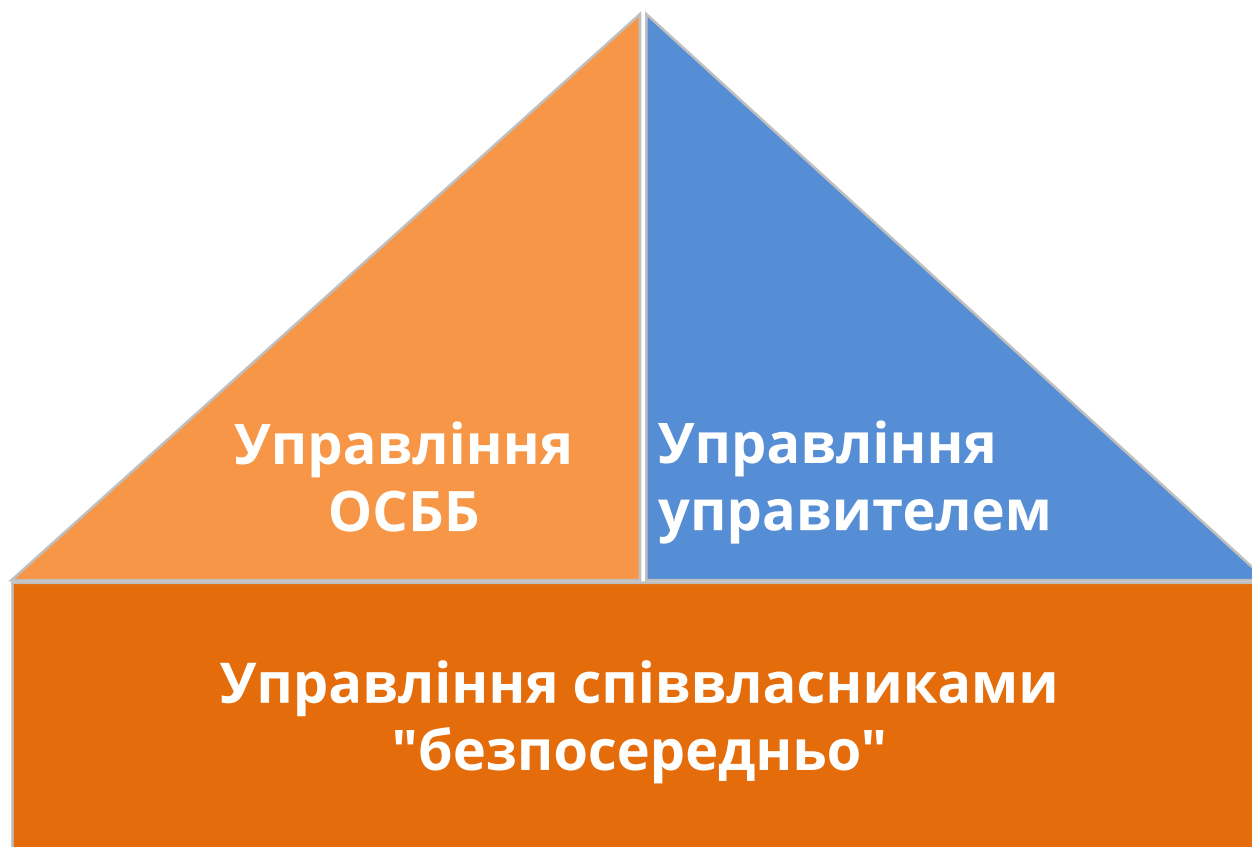 Управління
ОСББ
Управління
управителем
Управління співвласниками
"безпосередньо"